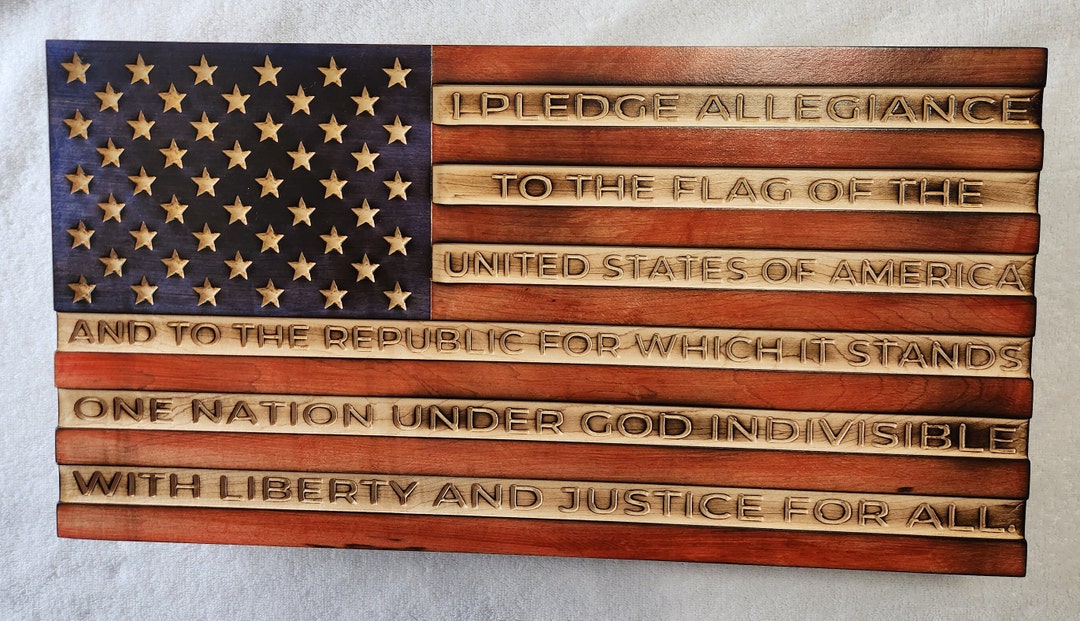 I PLEDGE ALLEGIANCE
TO THE FLAG OF THE
UNITED STATES OF AMERICA
AND TO THE REPUBLIC FOR WHICH IT STANDS
ONE NATION UNDER GOD INDIVISIBLE
WITH LIBERTY AND JUSTICE FOR ALL.